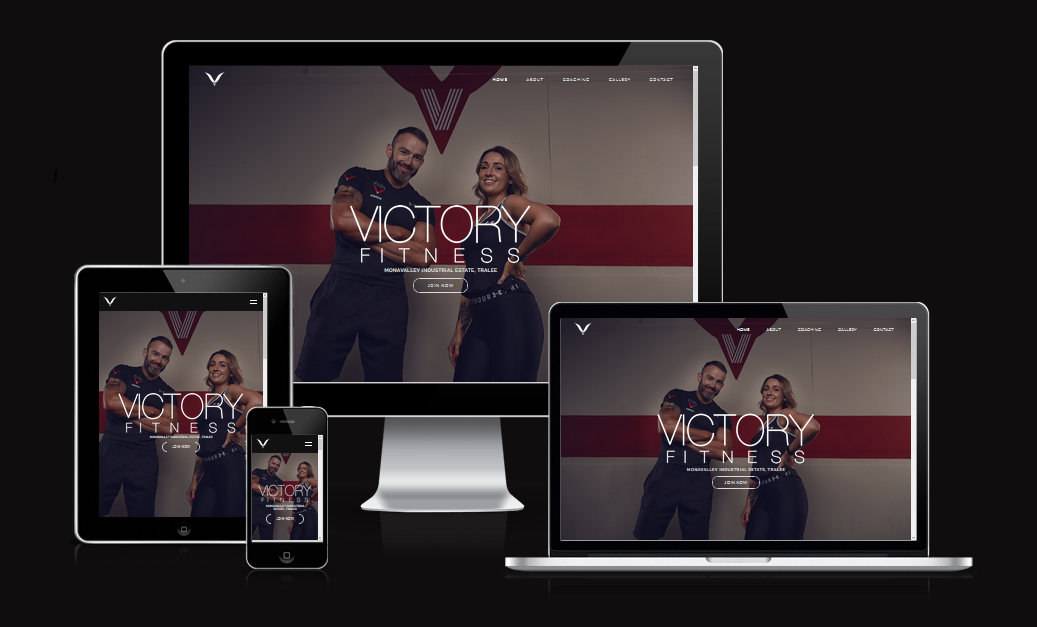 HOME ABOUT COACHING GALLERY CONTACT
VICTORY
FITNESS
MONAVALLEY INDUSTRIAL ESTATE, TRALEE
JOIN NOW
VICTORY
FITNESS
MONAVALLEY INDUSTRIAL ESTATE, TRALEE
JOIN NOW
VICTORY
FITNESS
MONAVALLEY INDUSTRIAL
ESTATE, TRALEE
JOIN NOW
HOME ABOUT COACHING GALLERY CONTACT
VICTORY
FITNESS
MONAVALLEY INDUSTRIAL ESTATE, TRALEE
JOIN NOW